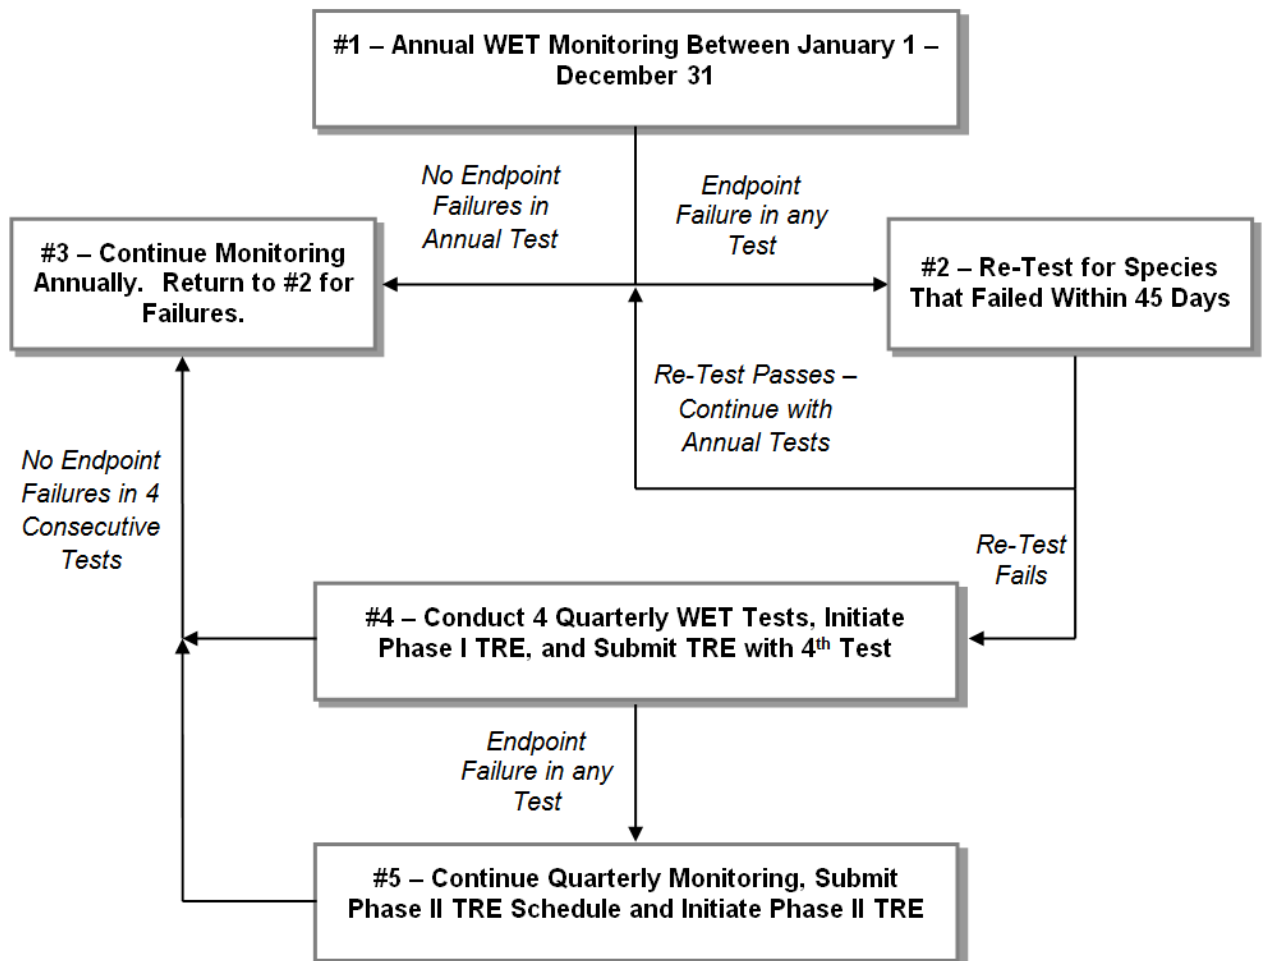 #1 – Annual WET Monitoring Between January 1 –
December 31
No Endpoint
Failures in
Annual Test
Endpoint
Failure in any
Test
#3 – Continue Monitoring
Annually.  Return to #2 for
Failures.
#2 – Re-Test for Species
That Failed Within 45 Days
Re-Test Passes –
Continue with
Annual Tests
No Endpoint
Failures in 4
Consecutive
Tests
Re-Test
Fails
#4 – Conduct 4 Quarterly WET Tests, Initiate
Phase I TRE, and Submit TRE with 4th Test
Endpoint
Failure in any
Test
#5 – Continue Quarterly Monitoring, Submit
Phase II TRE Schedule and Initiate Phase II TRE